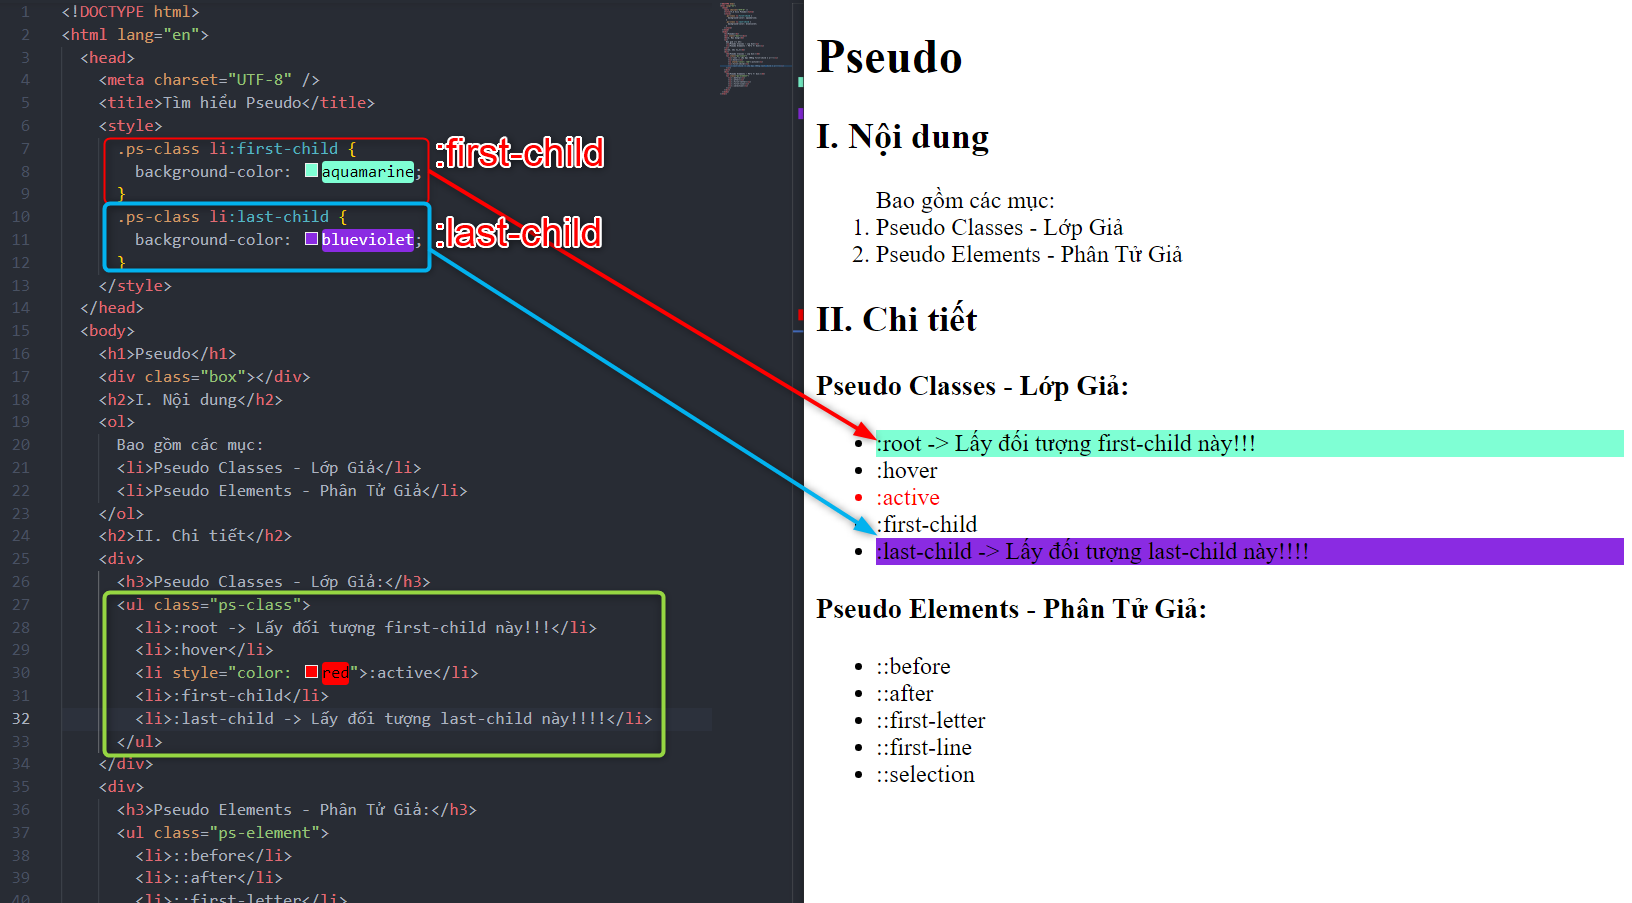 1 <!DOCTYPE html>
2 <html lang="en">
3 <head>
4 <meta charset="UTF-8" />
5 <title>Tìm hiểu Pseudo</title>
6 <style>
7 .ps-class li:first-child {
8 background-color: aquamarine;
9 }
10 .ps-class li:last-child {
11 background-color: blueviolet;
12 }
13 </style>
14 </head>
15 <body>
16 <h1>Pseudo</h1>
17 <div class="box"></div>
18 <h2>I. Nội dung</h2>
19 <ol>
20 Bao gồm các mục:
21 <li>Pseudo Classes - Lớp Giả</li>
22 <li>Pseudo Elements - Phân Tử Giả</li>
23 </ol>
24 <h2>II. Chi tiết</h2>
25 <div>
26 <h3>Pseudo Classes - Lớp Giả:</h3>
27 <ul class="ps-class">
28 <li>:root -> Lấy đối tượng first-child này!!!</li>
29 <li>:hover</li>
30 <li style="color: red">:active</li>
31 <li>:first-child</li>
32 <li>:last-child -> Lấy đối tượng last-child này!!!!</li>
33 </ul>
34 </div>
35 <div>
36 <h3>Pseudo Elements - Phân Tử Giả:</h3>
37 <ul class="ps-element">
38 <li>::before</li>
39 <li>::after</li>
40 <li>::first-letter</li>
:first-child
:last-child
Pseudo
I. Nội dung
Bao gồm các mục:
1. Pseudo Classes - Lớp Giả
2. Pseudo Elements - Phân Tử Giả
II. Chi tiết
Pseudo Classes - Lớp Giả:
:root -> Lấy đối tượng first-child này!!!
:hover
:active
:first-child
:last-child -> Lấy đối tượng last-child này!!!!
Pseudo Elements - Phân Tử Giả:
::before
::after
::first-letter
::first-line
::selection